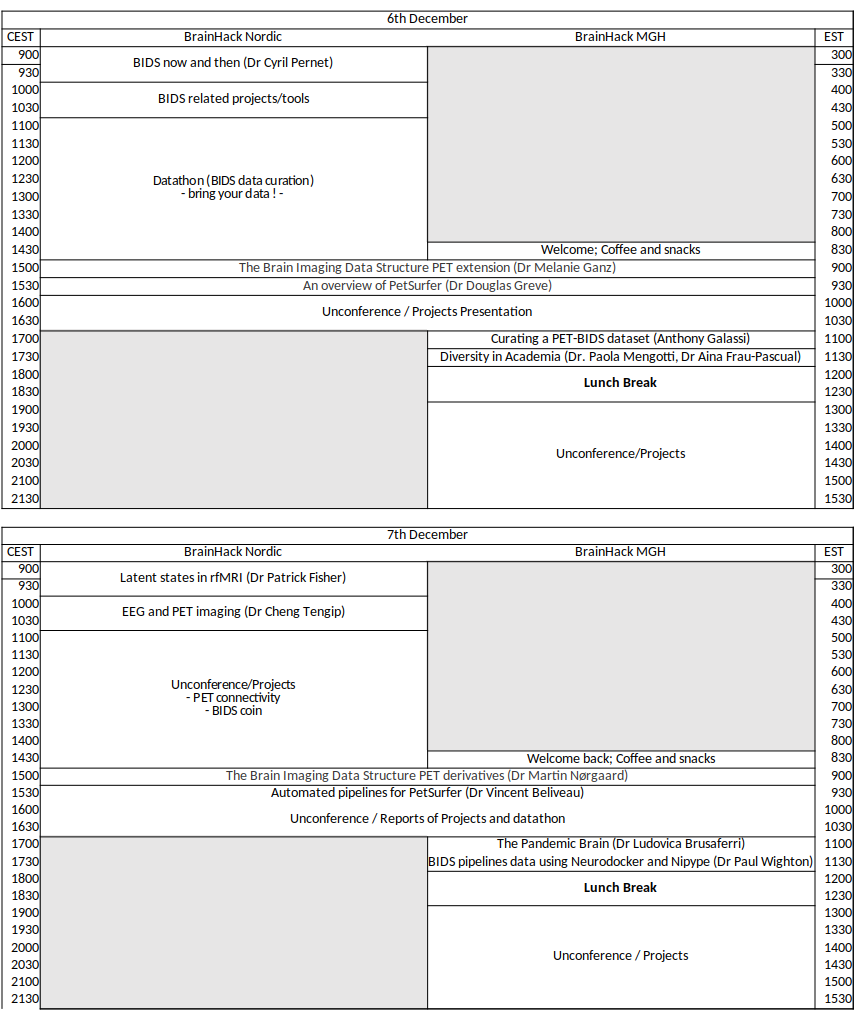 6th December
CEST BrainHack Nordic BrainHack MGH EST
900 300
BIDS now and then (Dr Cyril Pernet)
930 330
1000 400
BIDS related projects/tools
1030 430
1100 500
1130 530
1200 600
1230 Datathon (BIDS data curation) 630
- bring your data ! -
1300 700
1330 730
1400 800
1430 Welcome; Coffee and snacks 830
1500 The Brain Imaging Data Structure PET extension (Dr Melanie Ganz) 900
1530 An overview of PetSurfer (Dr Douglas Greve) 930
1600 1000
Unconference / Projects Presentation
1630 1030
1700 Curating a PET-BIDS dataset (Anthony Galassi) 1100
1730 Diversity in Academia (Dr. Paola Mengotti, Dr Aina Frau-Pascual) 1130
1800 1200
Lunch Break
1830 1230
1900 1300
1930 1330
2000 1400
Unconference/Projects
2030 1430
2100 1500
2130 1530
7th December
CEST BrainHack Nordic BrainHack MGH EST
900 300
Latent states in rfMRI (Dr Patrick Fisher)
930 330
1000 400
EEG and PET imaging (Dr Cheng Tengip)
1030 430
1100 500
1130 530
1200 600
1230 Unconference/Projects 630
- PET connectivity
1300 - BIDS coin 700
1330 730
1400 800
1430 Welcome back; Coffee and snacks 830
1500 The Brain Imaging Data Structure PET derivatives (Dr Martin Nørgaard) 900
1530 Automated pipelines for PetSurfer (Dr Vincent Beliveau) 930
1600 1000
Unconference / Reports of Projects and datathon
1630 1030
1700 The Pandemic Brain (Dr Ludovica Brusaferri) 1100
1730 BIDS pipelines data using Neurodocker and Nipype (Dr Paul Wighton) 1130
1800 1200
Lunch Break
1830 1230
1900 1300
1930 1330
2000 1400
Unconference / Projects
2030 1430
2100 1500
2130 1530